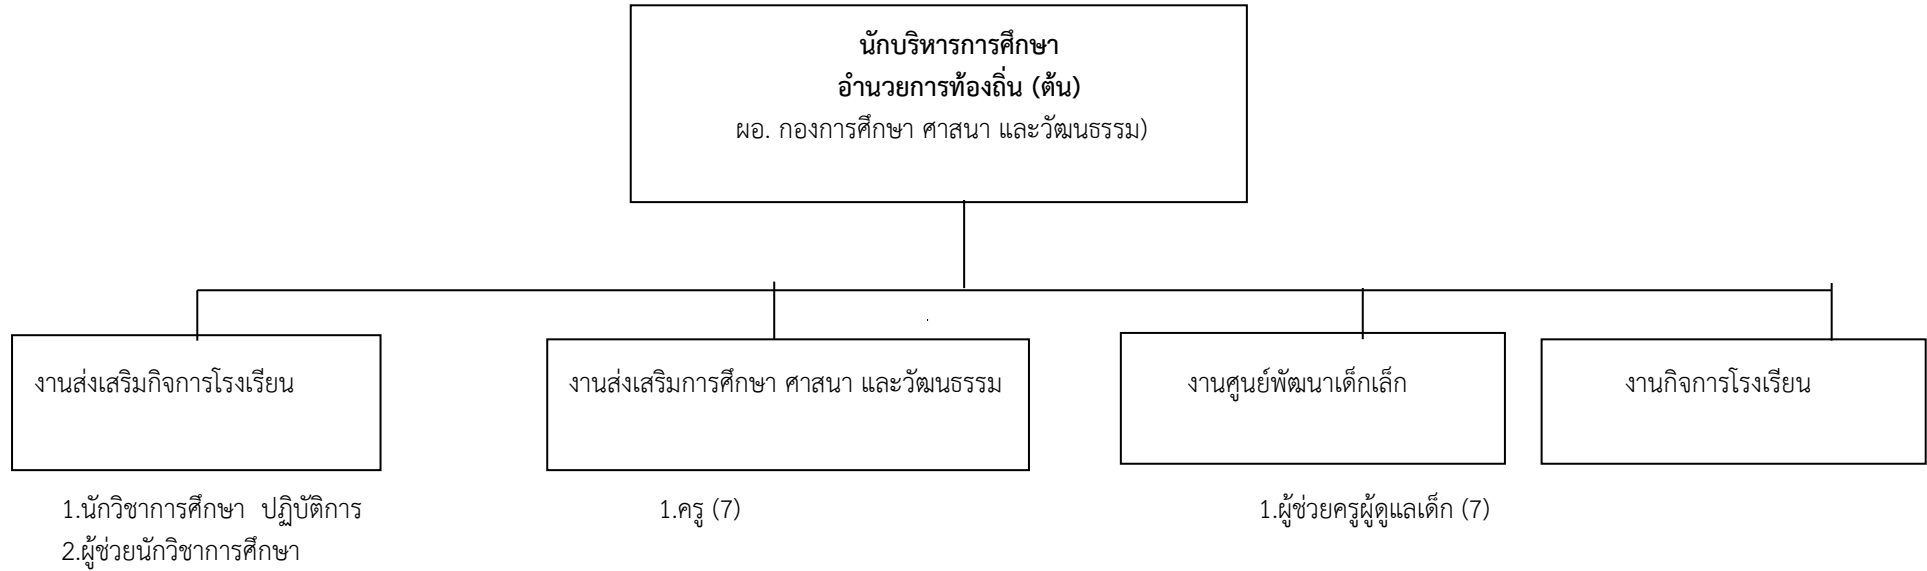 นักบริหารการศึกษา
อำนวยการท้องถิ่น (ต้น)
ผอ. กองการศึกษา ศาสนา และวัฒนธรรม)
งานส่งเสริมกิจการโรงเรียน
งานส่งเสริมการศึกษา ศาสนา และวัฒนธรรม
งานศูนย์พัฒนาเด็กเล็ก
งานกิจการโรงเรียน
1.นักวิชาการศึกษา ปฏิบัติการ
2.ผู้ช่วยนักวิชาการศึกษา
1.ครู (7)
1.ผู้ช่วยครูผู้ดูแลเด็ก (7)